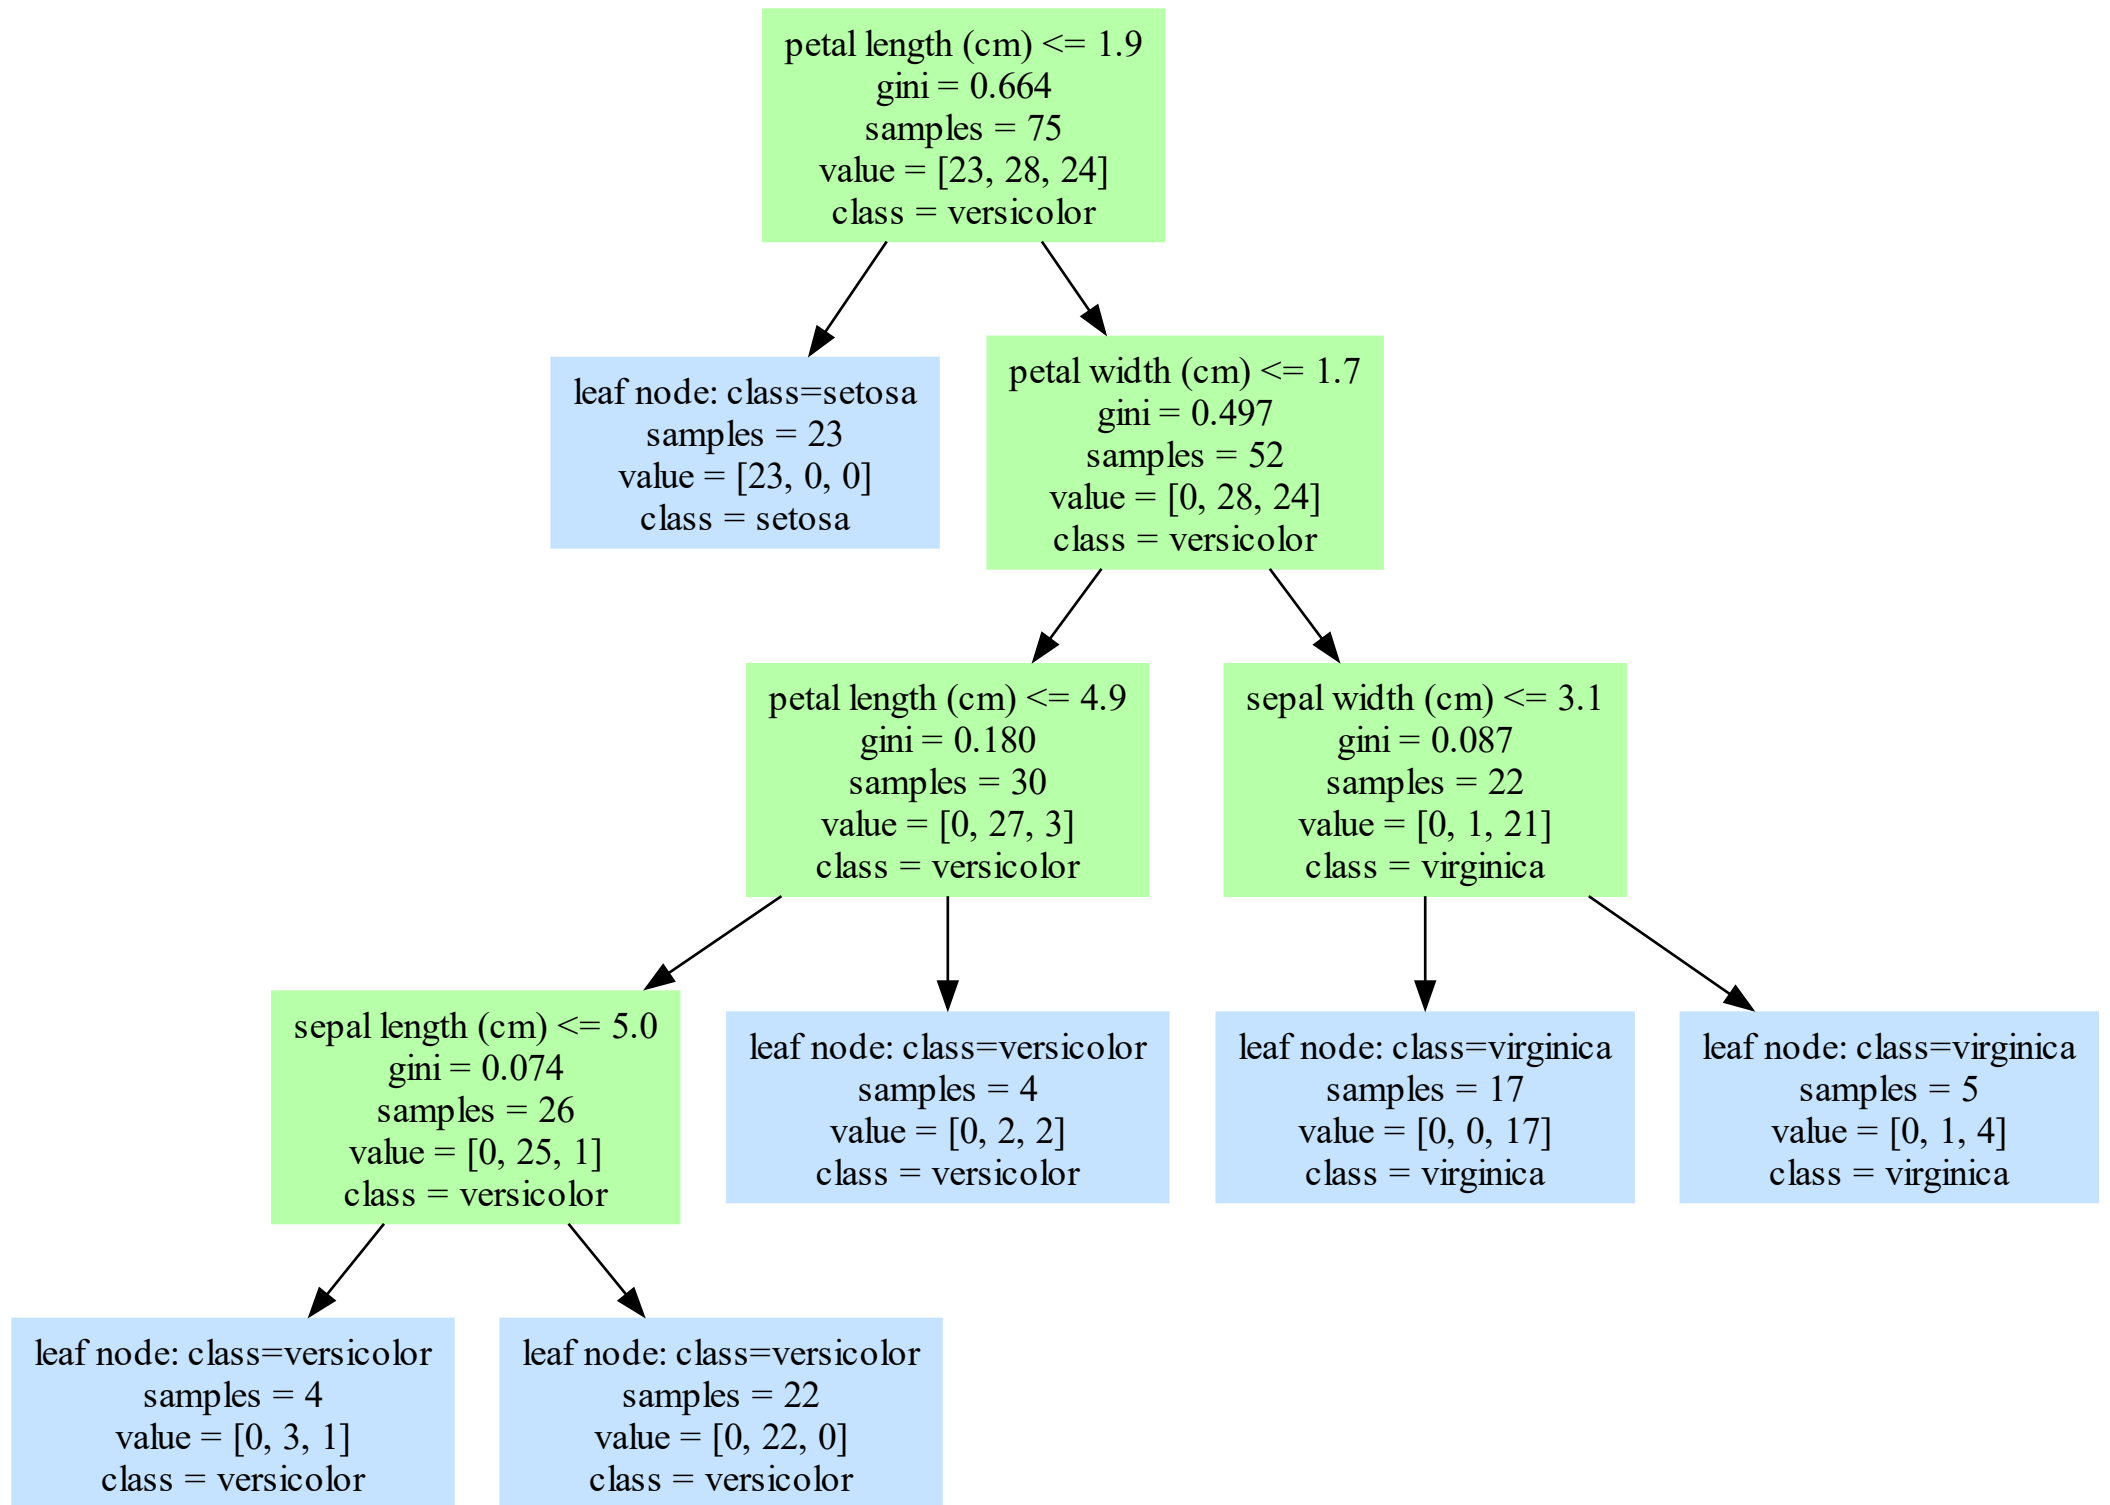 petal length (cm) <= 1.9
gini = 0.664
samples = 75
value = [23, 28, 24]
class = versicolor
leaf node: class=setosa
samples = 23
value = [23, 0, 0]
class = setosa
petal width (cm) <= 1.7
gini = 0.497
samples = 52
value = [0, 28, 24]
class = versicolor
petal length (cm) <= 4.9
gini = 0.180
samples = 30
value = [0, 27, 3]
class = versicolor
sepal width (cm) <= 3.1
gini = 0.087
samples = 22
value = [0, 1, 21]
class = virginica
sepal length (cm) <= 5.0
gini = 0.074
samples = 26
value = [0, 25, 1]
class = versicolor
leaf node: class=versicolor
samples = 4
value = [0, 2, 2]
class = versicolor
leaf node: class=virginica
samples = 17
value = [0, 0, 17]
class = virginica
leaf node: class=virginica
samples = 5
value = [0, 1, 4]
class = virginica
leaf node: class=versicolor
samples = 4
value = [0, 3, 1]
class = versicolor
leaf node: class=versicolor
samples = 22
value = [0, 22, 0]
class = versicolor